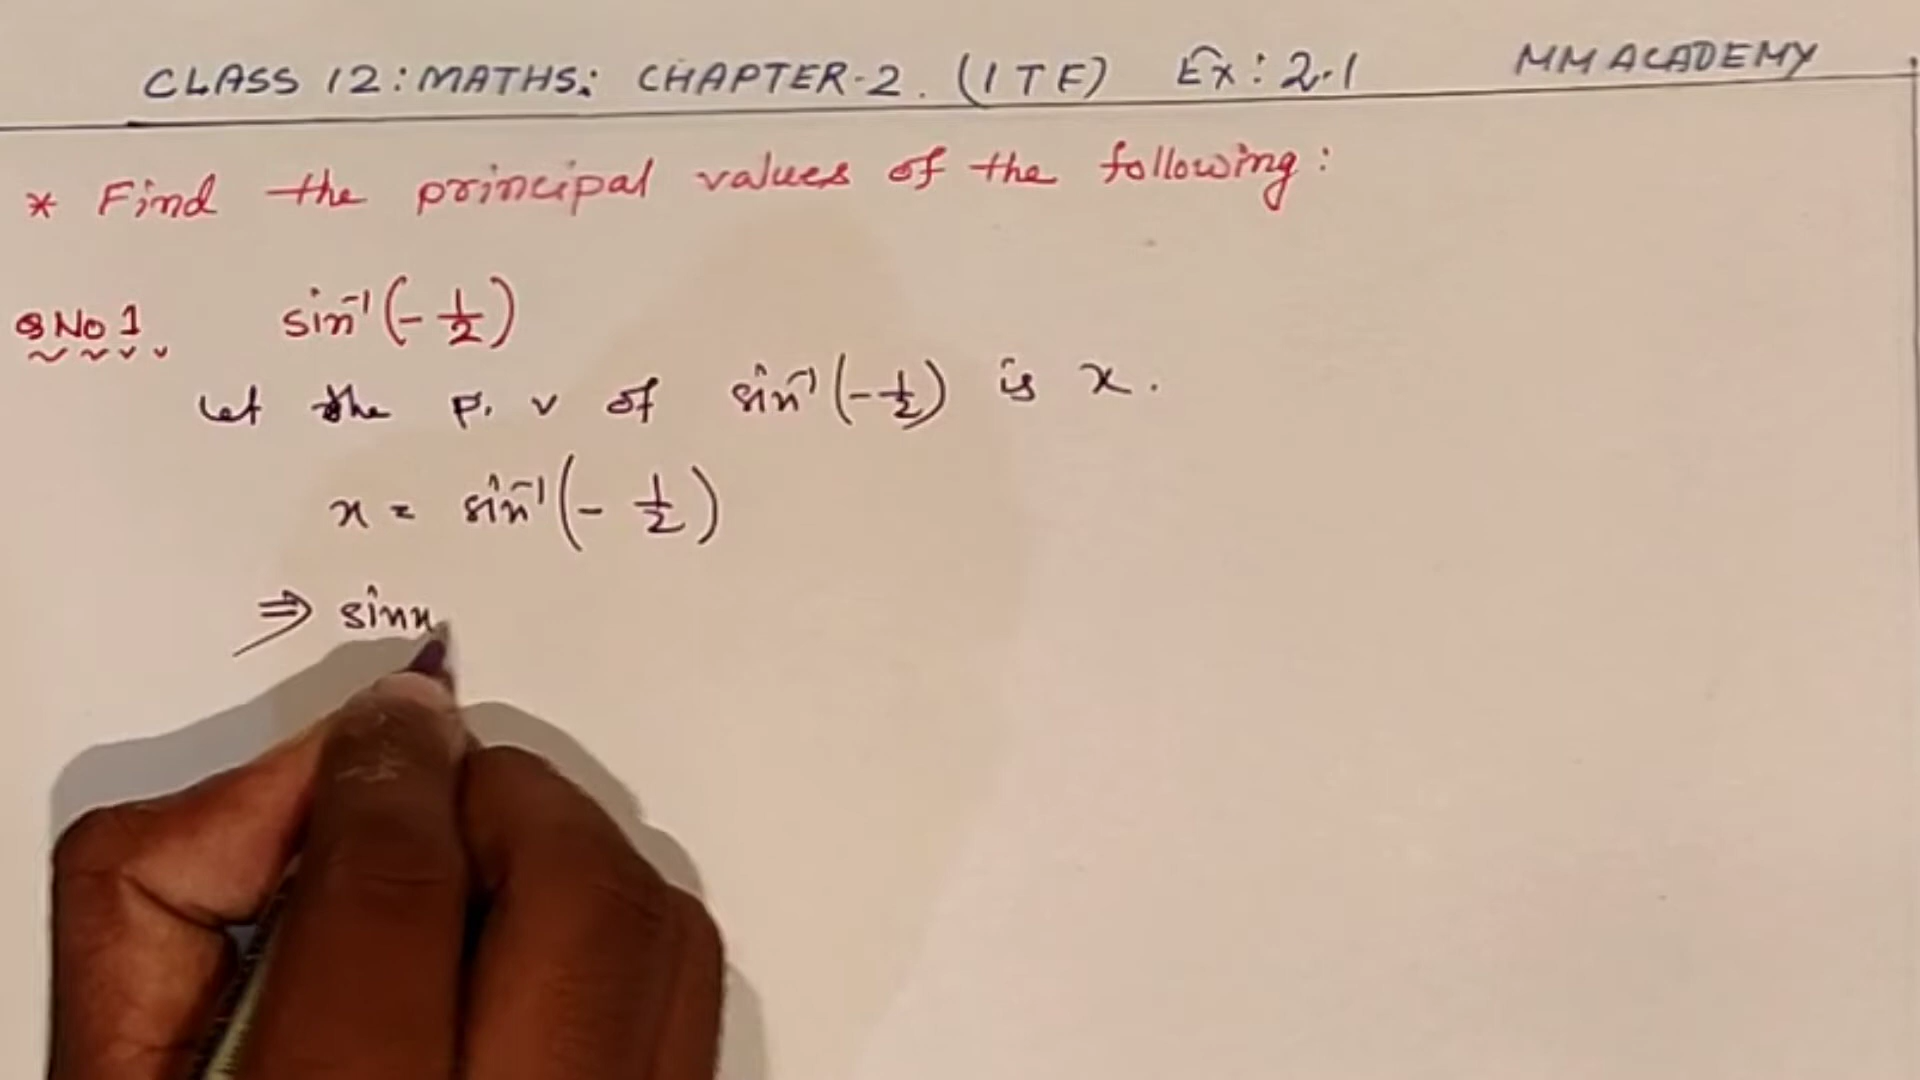 CLASS 12: MATHS: CHAPTER-2. (ITF) Ex: 2.1 MM ACADEMY
* Find the principal values of the following:
Q No 1. sin⁻¹(-1/2)
Let the p. v of sin⁻¹(-1/2) is x.
x = sin⁻¹(-1/2)
⇒ sinx